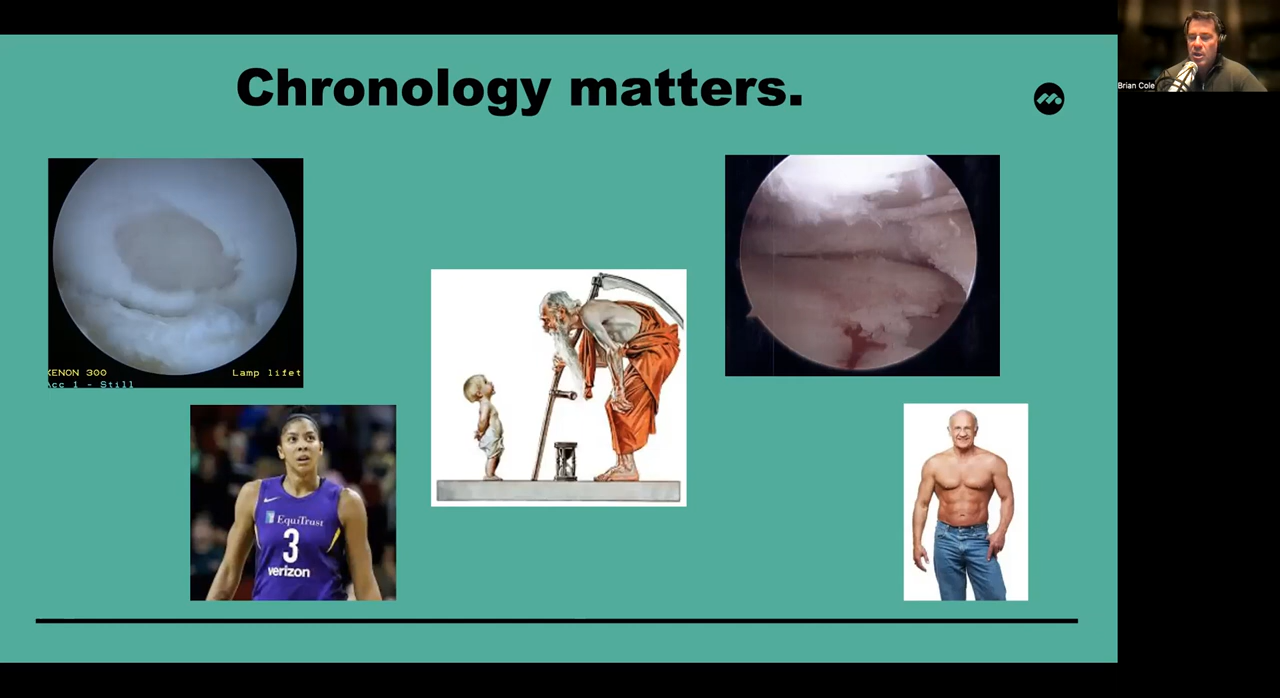 Chronology matters.
Brian Cole
XENON 300
Lamp lifet
Acc 1 - Still
EquiTrust
3
verizon